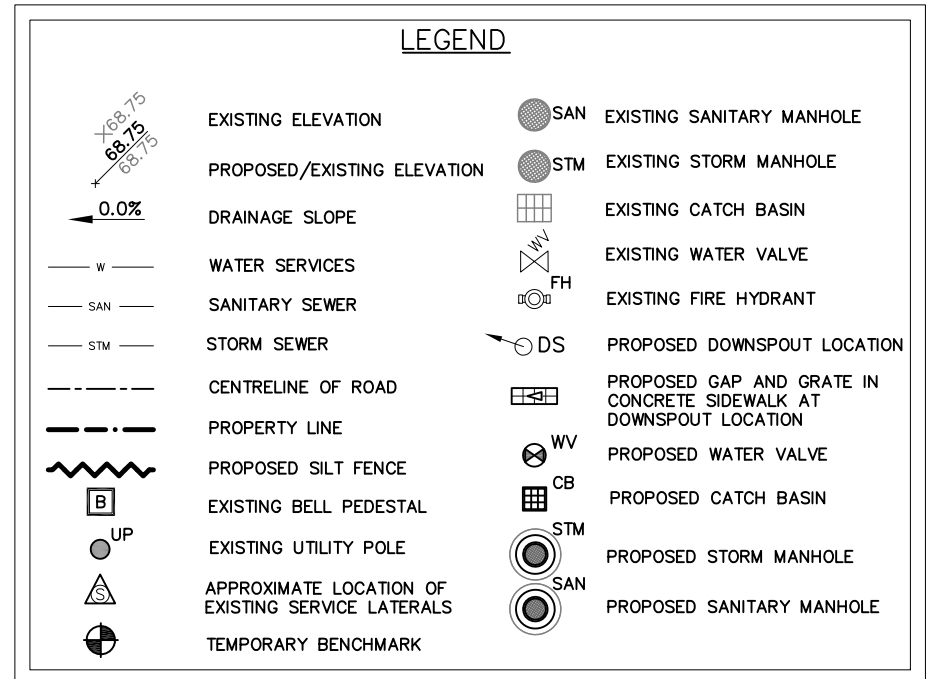 LEGEND
68.75
68.75
68.75
EXISTING ELEVATION
PROPOSED/EXISTING ELEVATION
0.0%
DRAINAGE SLOPE
W
WATER SERVICES
SAN
SANITARY SEWER
STM
STORM SEWER
CENTRELINE OF ROAD
PROPERTY LINE
PROPOSED SILT FENCE
B
EXISTING BELL PEDESTAL
UP
EXISTING UTILITY POLE
S
APPROXIMATE LOCATION OF
EXISTING SERVICE LATERALS
TEMPORARY BENCHMARK
SAN
EXISTING SANITARY MANHOLE
STM
EXISTING STORM MANHOLE
EXISTING CATCH BASIN
WV
EXISTING WATER VALVE
FH
EXISTING FIRE HYDRANT
DS
PROPOSED DOWNSPOUT LOCATION
PROPOSED GAP AND GRATE IN
CONCRETE SIDEWALK AT
DOWNSPOUT LOCATION
WV
PROPOSED WATER VALVE
CB
PROPOSED CATCH BASIN
STM
PROPOSED STORM MANHOLE
SAN
PROPOSED SANITARY MANHOLE